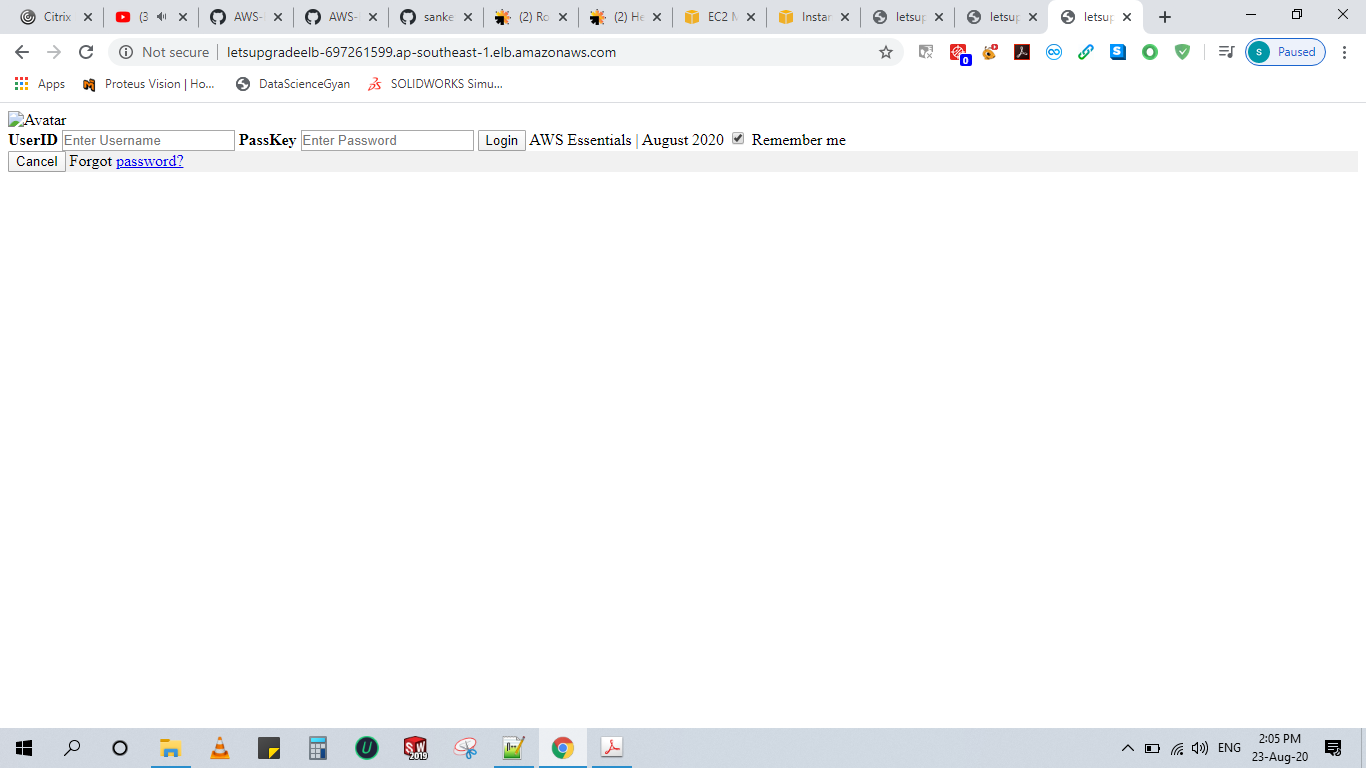 Citrix
(3
AWS-
AWS-
sanke
(2) Ro
(2) He
EC2 M
Instar
letsup
letsup
letsup
Not secure
letsupgradeelb-697261599.ap-southeast-1.elb.amazonaws.com
0
S
s Paused
Apps
Proteus Vision | Ho...
DataScienceGyan
SOLIDWORKS Simu...
Avatar
UserID Enter Username PassKey Enter Password Login AWS Essentials | August 2020 Remember me
Cancel Forgot password?
U
SW
2019
n++
ENG
2:05 PM
23-Aug-20